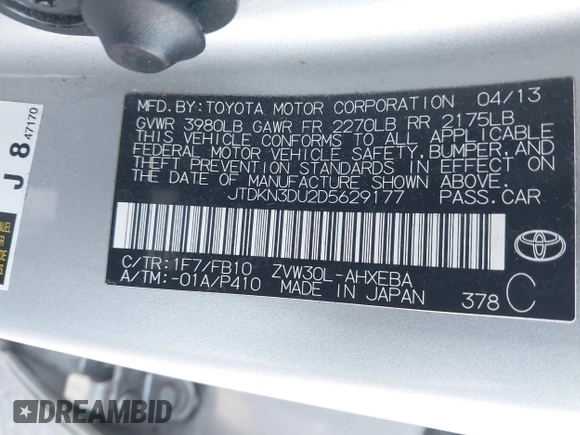 MFD.BY:TOYOTA MOTOR CORPORATION 04/13
GVWR 3980LB GAWR FR 2270LB RR 2175LB
THIS VEHICLE CONFORMS TO ALL APPLICABLE
FEDERAL MOTOR VEHICLE SAFETY,BUMPER,AND
THEFT PREVENTION STANDARDS IN EFFECT ON
THE DATE OF MANUFACTURE SHOWN ABOVE.
JTDKN3DU2D5629177 PASS.CAR
C/TR:1F7/FB10 ZVW30L-AHXEBA
A/TM:-01A/P410 MADE IN JAPAN 378 C
TOYOTA
J 8 47170
DREAMBID